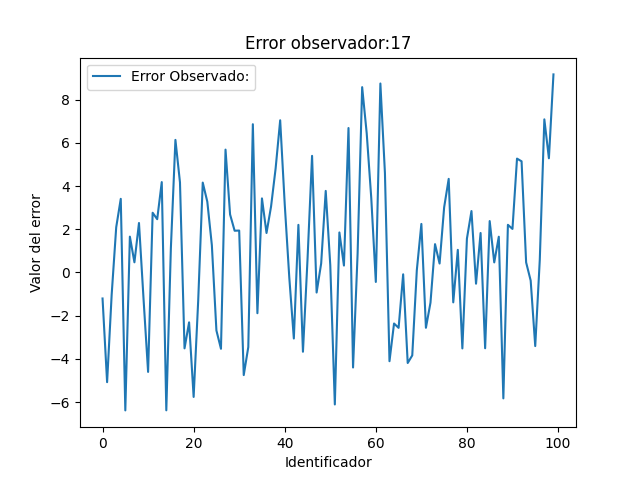 Error observador:17
Error Observado:
Valor del error
8
6
4
2
0
−2
−4
−6
0 20 40 60 80 100
Identificador